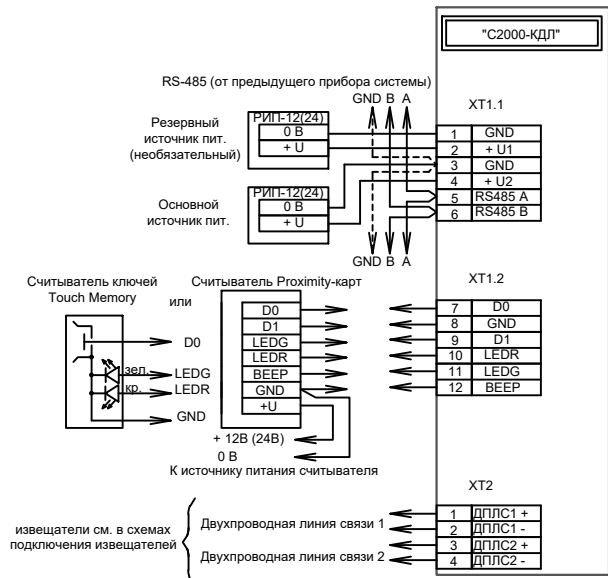 "С2000-КДЛ"
RS-485 (от предыдущего прибора системы)
GND B A
XT1.1
Резервный
источник пит.
(необязательный)
РИП-12(24)
0 В
+ U
1 GND
2 + U1
3 GND
4 + U2
5 RS485 A
6 RS485 B
Основной
источник пит.
РИП-12(24)
0 В
+ U
GND B A
Считыватель ключей
Touch Memory
или
Считыватель Proximity-карт
XT1.2
D0
зел.
LEDG
кр.
LEDR
GND
D0
D1
LEDG
LEDR
BEEP
GND
+U
7 D0
8 GND
9 D1
10 LEDR
11 LEDG
12 BEEP
+ 12В (24В)
0 В
К источнику питания считывателя
XT2
извещатели см. в схемах
подключения извещателей
Двухпроводная линия связи 1
Двухпроводная линия связи 2
1 ДПЛС1 +
2 ДПЛС1 -
3 ДПЛС2 +
4 ДПЛС2 -